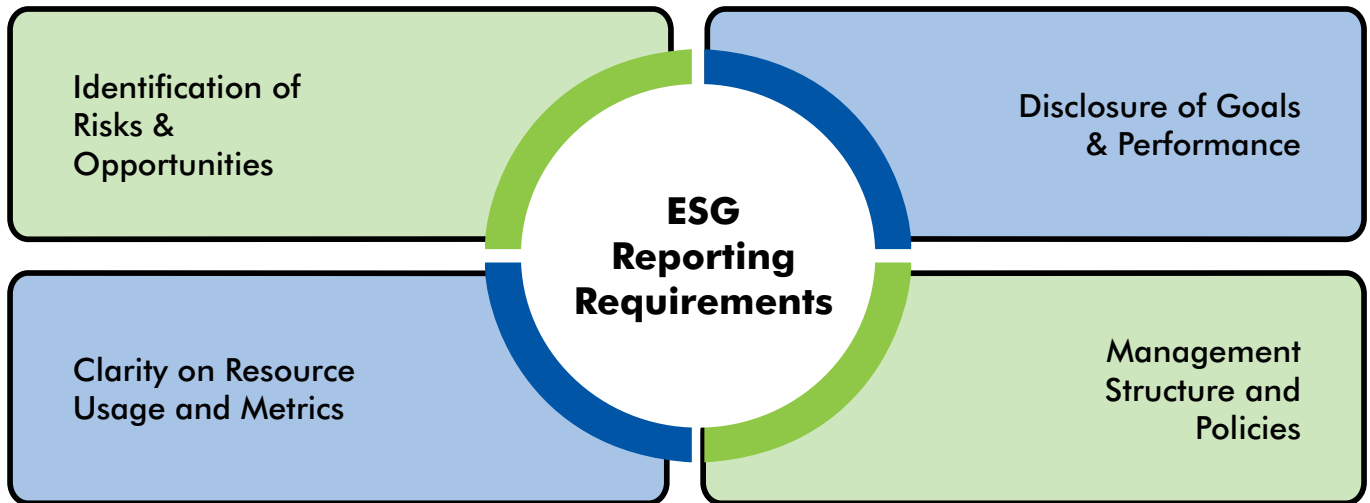 Identification of
Risks &
Opportunities
Disclosure of Goals
& Performance
ESG
Reporting
Requirements
Clarity on Resource
Usage and Metrics
Management
Structure and
Policies